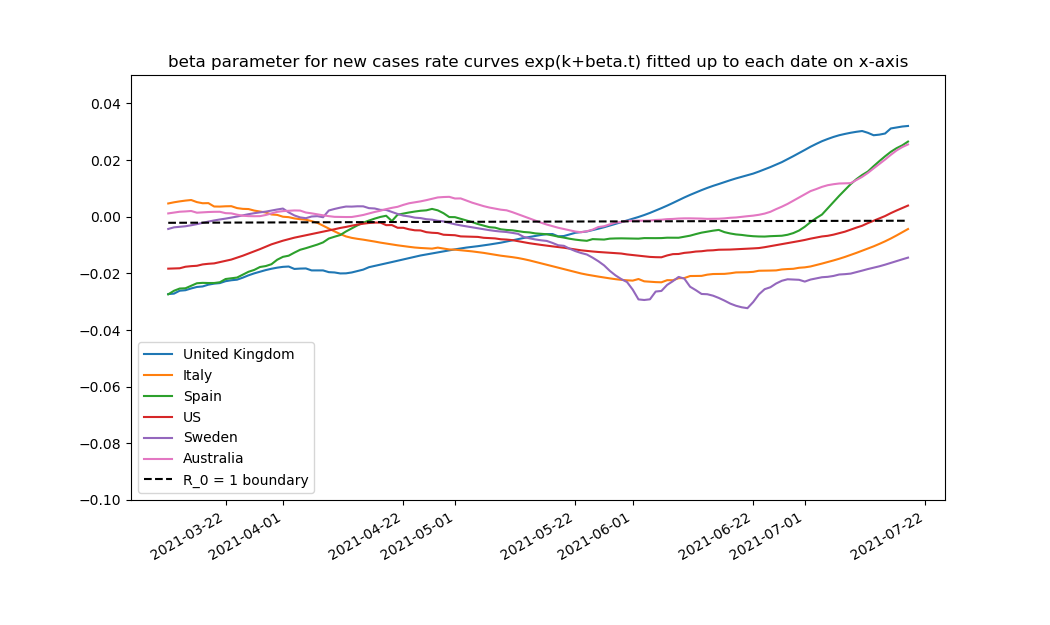 beta parameter for new cases rate curves exp(k+beta.t) fitted up to each date on x-axis
0.04
0.02
0.00
−0.02
−0.04
−0.06
−0.08
−0.10
United Kingdom
Italy
Spain
US
Sweden
Australia
R_0 = 1 boundary
2021-03-22
2021-04-01
2021-04-22
2021-05-01
2021-05-22
2021-06-01
2021-06-22
2021-07-01
2021-07-22